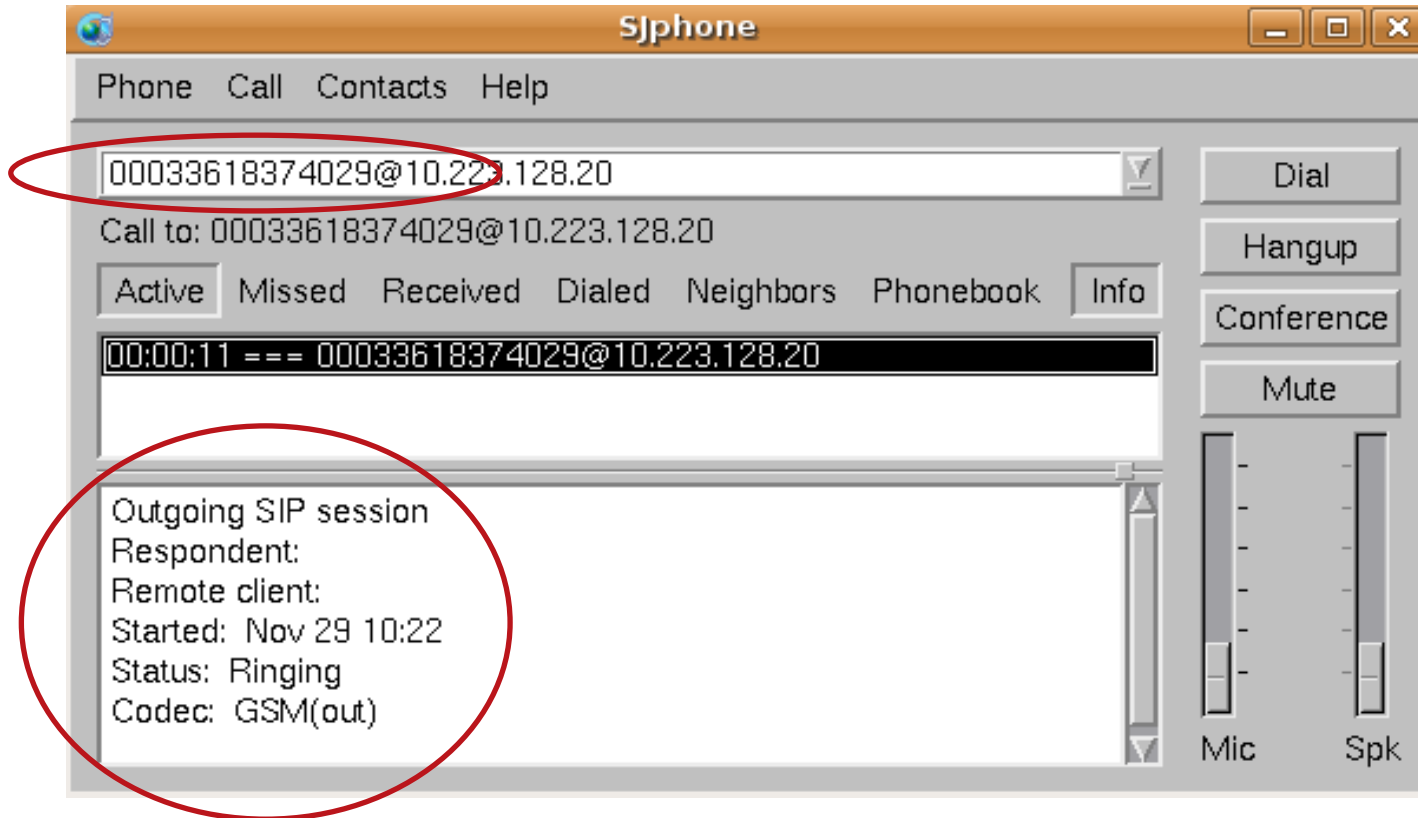 SJphone
Phone Call Contacts Help
00033618374029@10.223.128.20
Dial
Call to: 00033618374029@10.223.128.20
Hangup
Active Missed Received Dialed Neighbors Phonebook Info
Conference
00:00:11 === 00033618374029@10.223.128.20
Mute
Outgoing SIP session
Respondent:
Remote client:
Started: Nov 29 10:22
Status: Ringing
Codec: GSM(out)
Mic Spk